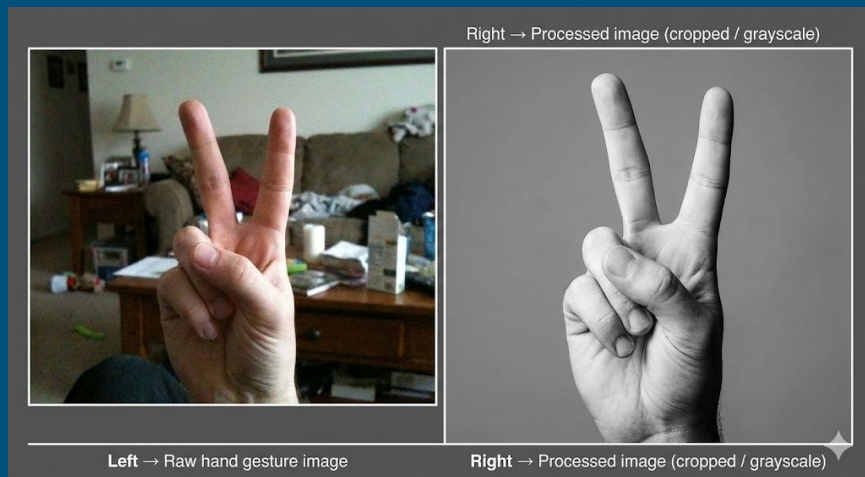 Right → Processed image (cropped / grayscale)
Left → Raw hand gesture image
Right → Processed image (cropped / grayscale)